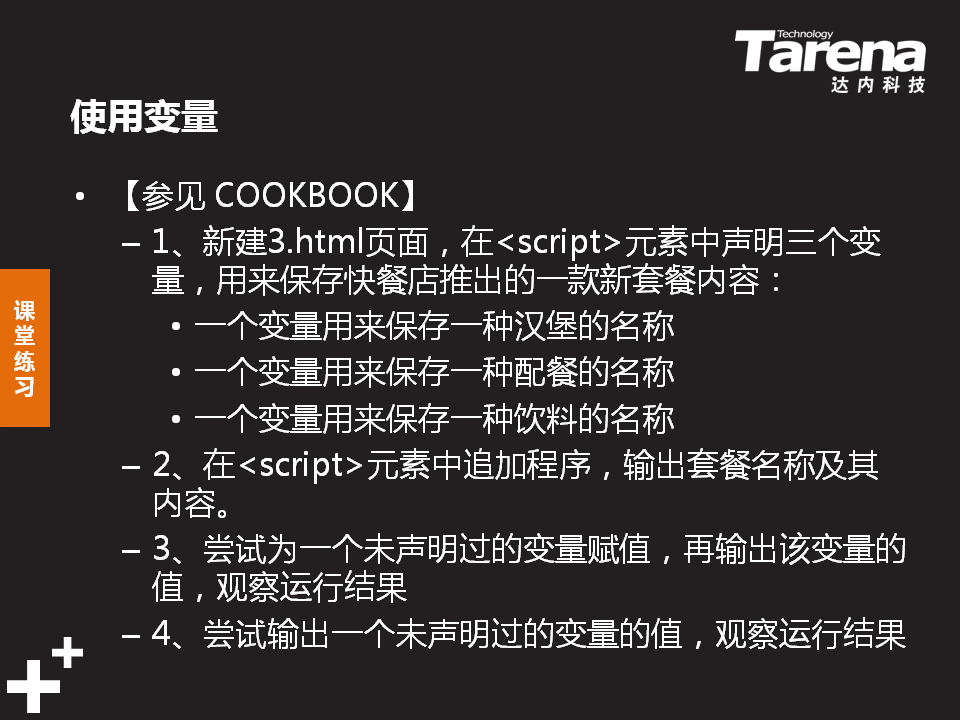 Technology
Tarena
达内科技
使用变量
• 【参见 COOKBOOK】
– 1、新建3.html页面，在<script>元素中声明三个变
量，用来保存快餐店推出的一款新套餐内容：
• 一个变量用来保存一种汉堡的名称
• 一个变量用来保存一种配餐的名称
• 一个变量用来保存一种饮料的名称
– 2、在<script>元素中追加程序，输出套餐名称及其
内容。
– 3、尝试为一个未声明过的变量赋值，再输出该变量的
值，观察运行结果
– 4、尝试输出一个未声明过的变量的值，观察运行结果
课
堂
练
习